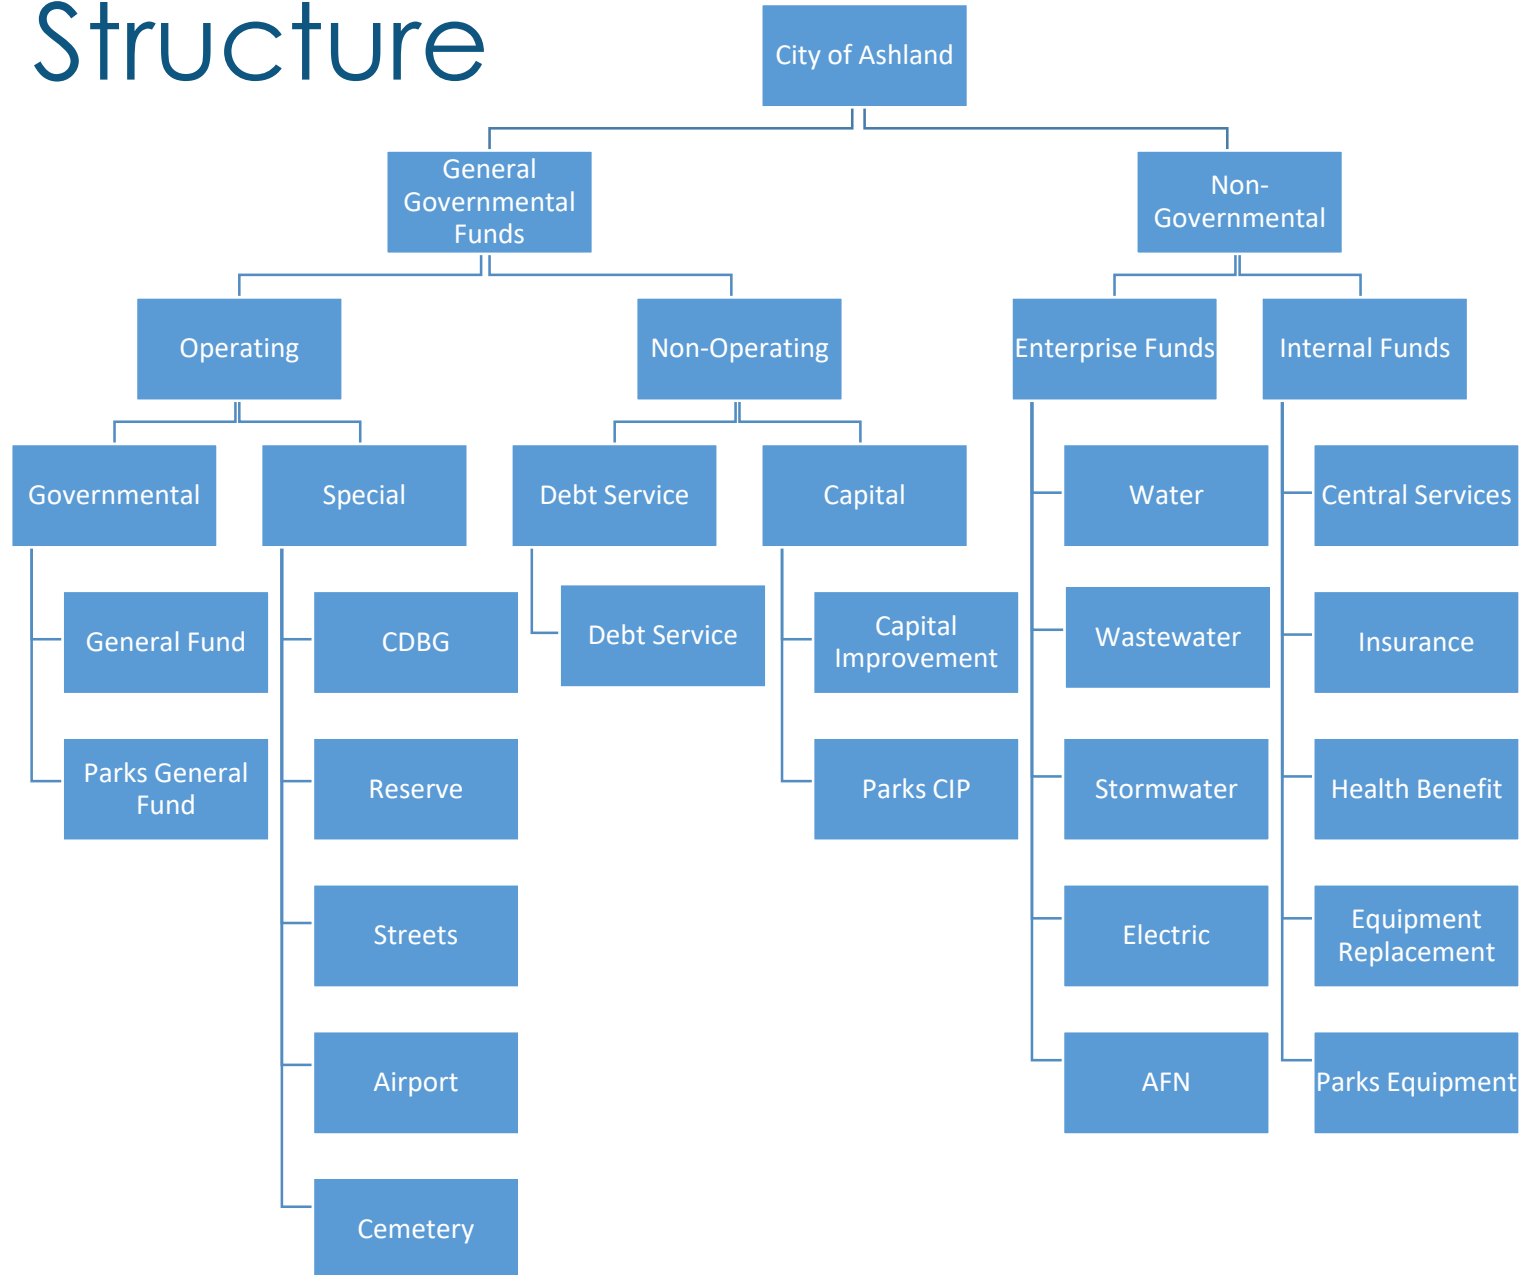 Structure
City of Ashland
General
Governmental
Funds
Non-
Governmental
Operating
Non-Operating
Enterprise Funds
Internal Funds
Governmental
Special
Debt Service
Capital
Water
Central Services
General Fund
CDBG
Debt Service
Capital
Improvement
Wastewater
Insurance
Parks General
Fund
Reserve
Parks CIP
Stormwater
Health Benefit
Streets
Electric
Equipment
Replacement
Airport
AFN
Parks Equipment
Cemetery